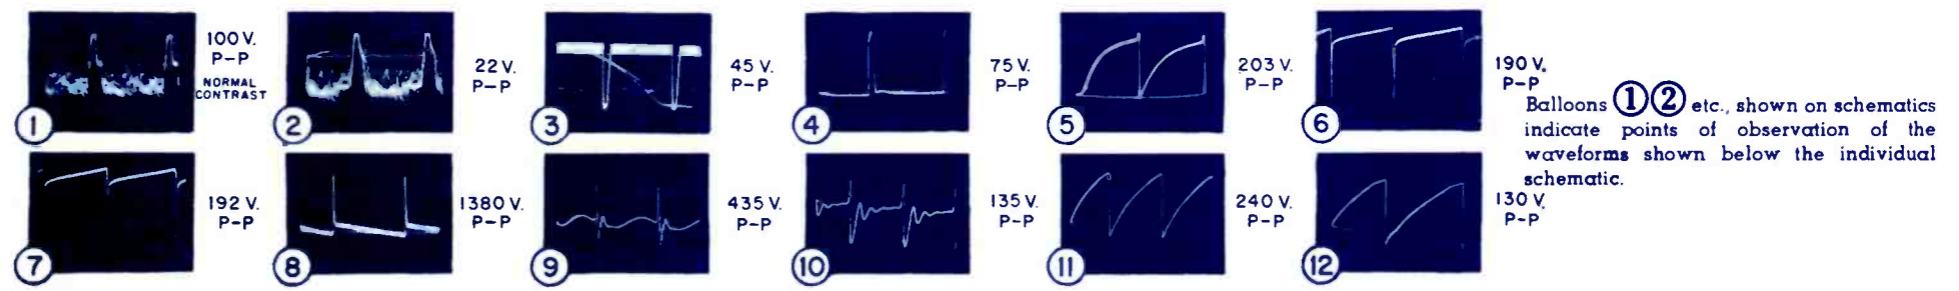 100 V.
P-P
NORMAL
CONTRAST
1
22 V.
P-P
2
45 V.
P-P
3
75 V.
P-P
4
203 V.
P-P
5
190 V.
P-P
6
Balloons 1 2 etc., shown on schematics
indicate points of observation of the
waveforms shown below the individual
schematic.
192 V.
P-P
7
1380 V.
P-P
8
435 V.
P-P
9
135 V.
P-P
10
240 V.
P-P
11
130 V.
P-P
12